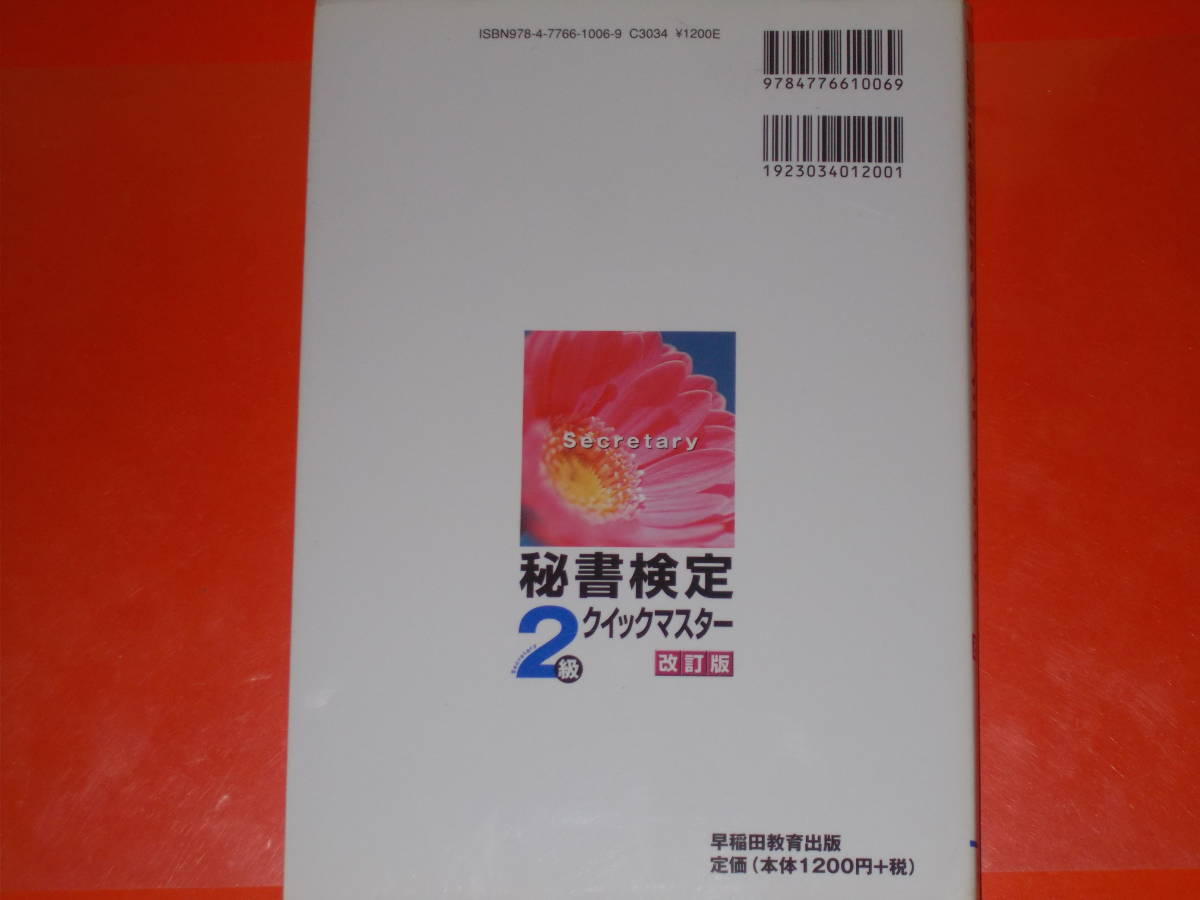 ISBN978-4-7766-1006-9 C3034 ¥1200E
9784776610069
1923034012001
Secretary
秘書検定
クイックマスター
Secretary
2級
改訂版
早稲田教育出版
定価(本体1200円+税)